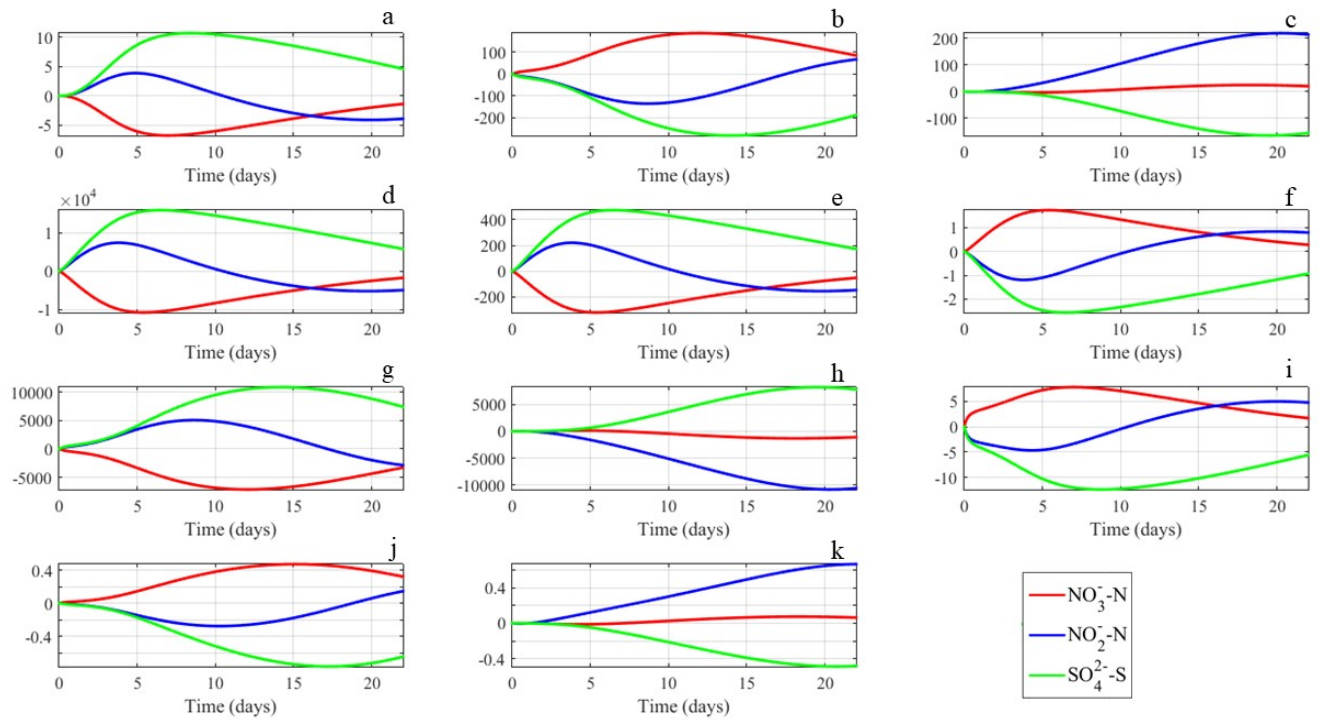 a
10
5
0
-5
0 5 10 15 20
Time (days)
b
100
0
-100
-200
0 5 10 15 20
Time (days)
c
200
100
0
-100
0 5 10 15 20
Time (days)
×10⁴
d
1
0
-1
0 5 10 15 20
Time (days)
e
400
200
0
-200
0 5 10 15 20
Time (days)
f
1
0
-1
-2
0 5 10 15 20
Time (days)
g
10000
5000
0
-5000
0 5 10 15 20
Time (days)
h
5000
0
-5000
-10000
0 5 10 15 20
Time (days)
i
5
0
-5
-10
0 5 10 15 20
Time (days)
j
0.4
0
-0.4
0 5 10 15 20
Time (days)
k
0.4
0
-0.4
0 5 10 15 20
Time (days)
NO₃⁻-N
NO₂⁻-N
SO₄²⁻-S